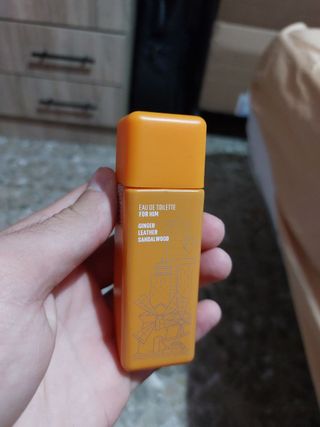 EAU DE TOILETTE
FOR HIM
GINGER
LEATHER
SANDALWOOD